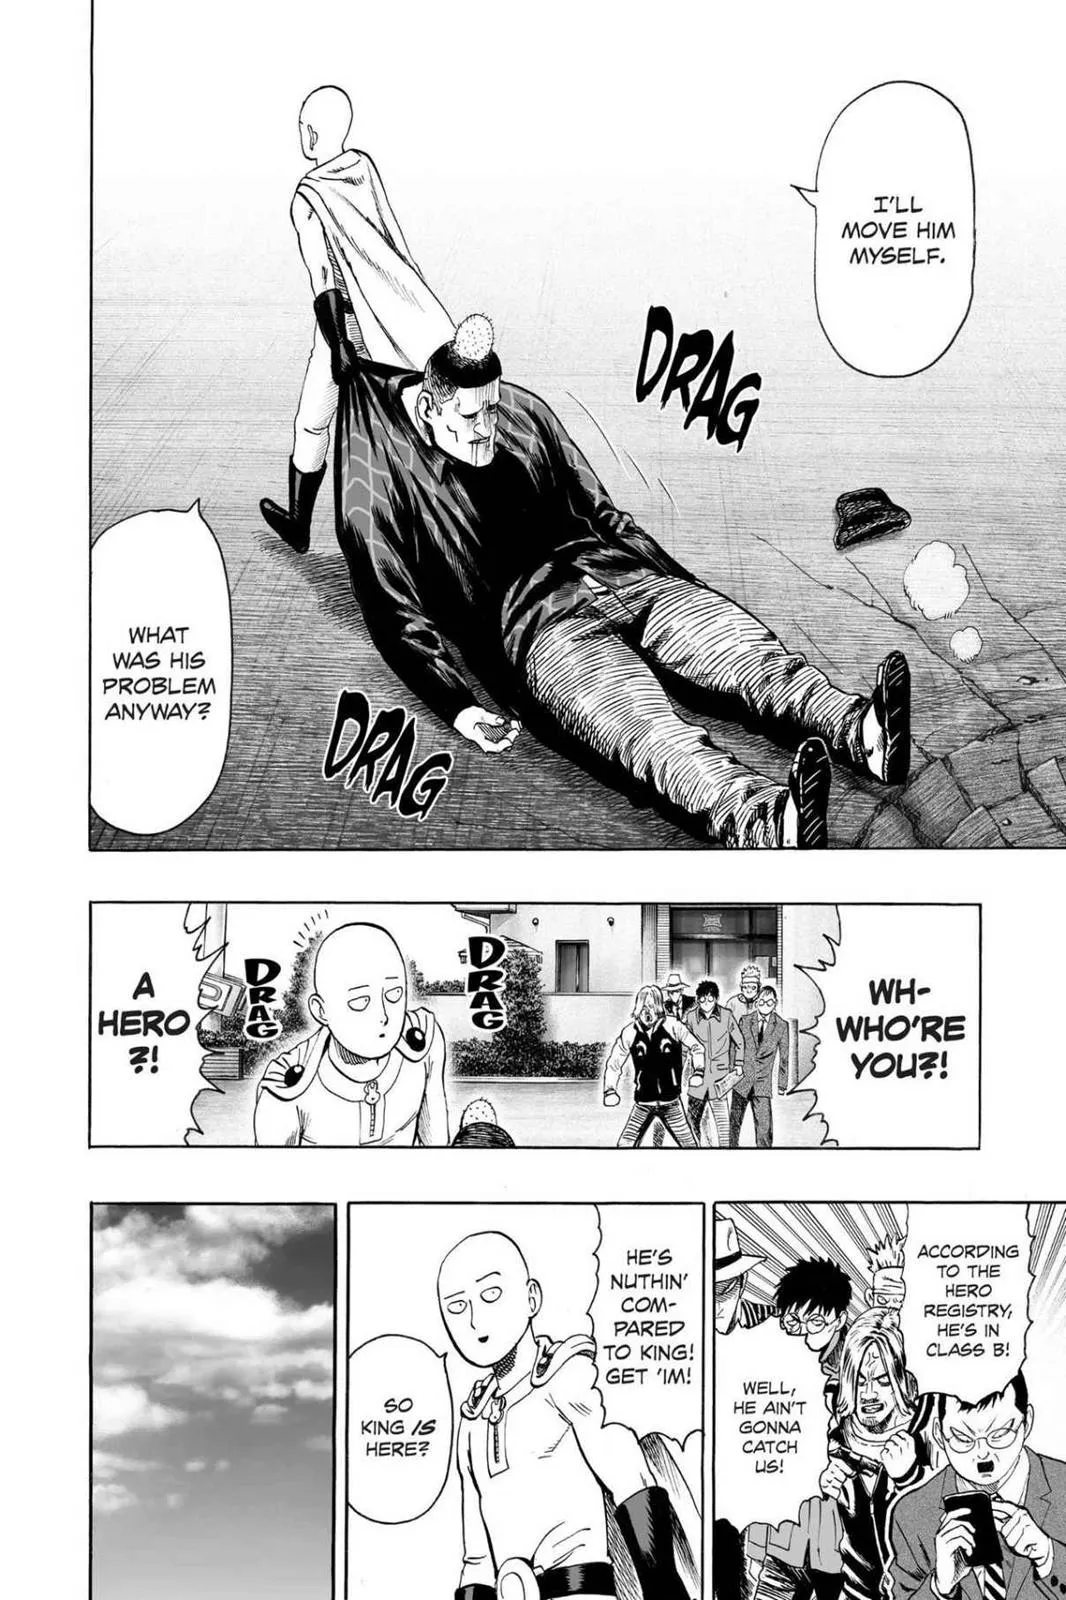 I'LL
MOVE HIM
MYSELF.
DRAG
DRAG
WHAT
WAS HIS
PROBLEM
ANYWAY?
WH-
WHO'RE
YOU?!
DRAG
DRAG
A
HERO
?!
ACCORDING
TO THE
HERO
REGISTRY,
HE'S IN
CLASS B!
WELL,
HE AIN'T
GONNA
CATCH
US!
HE'S
NUTHIN'
COM-
PARED
TO KING!
GET 'IM!
SO
KING IS
HERE?